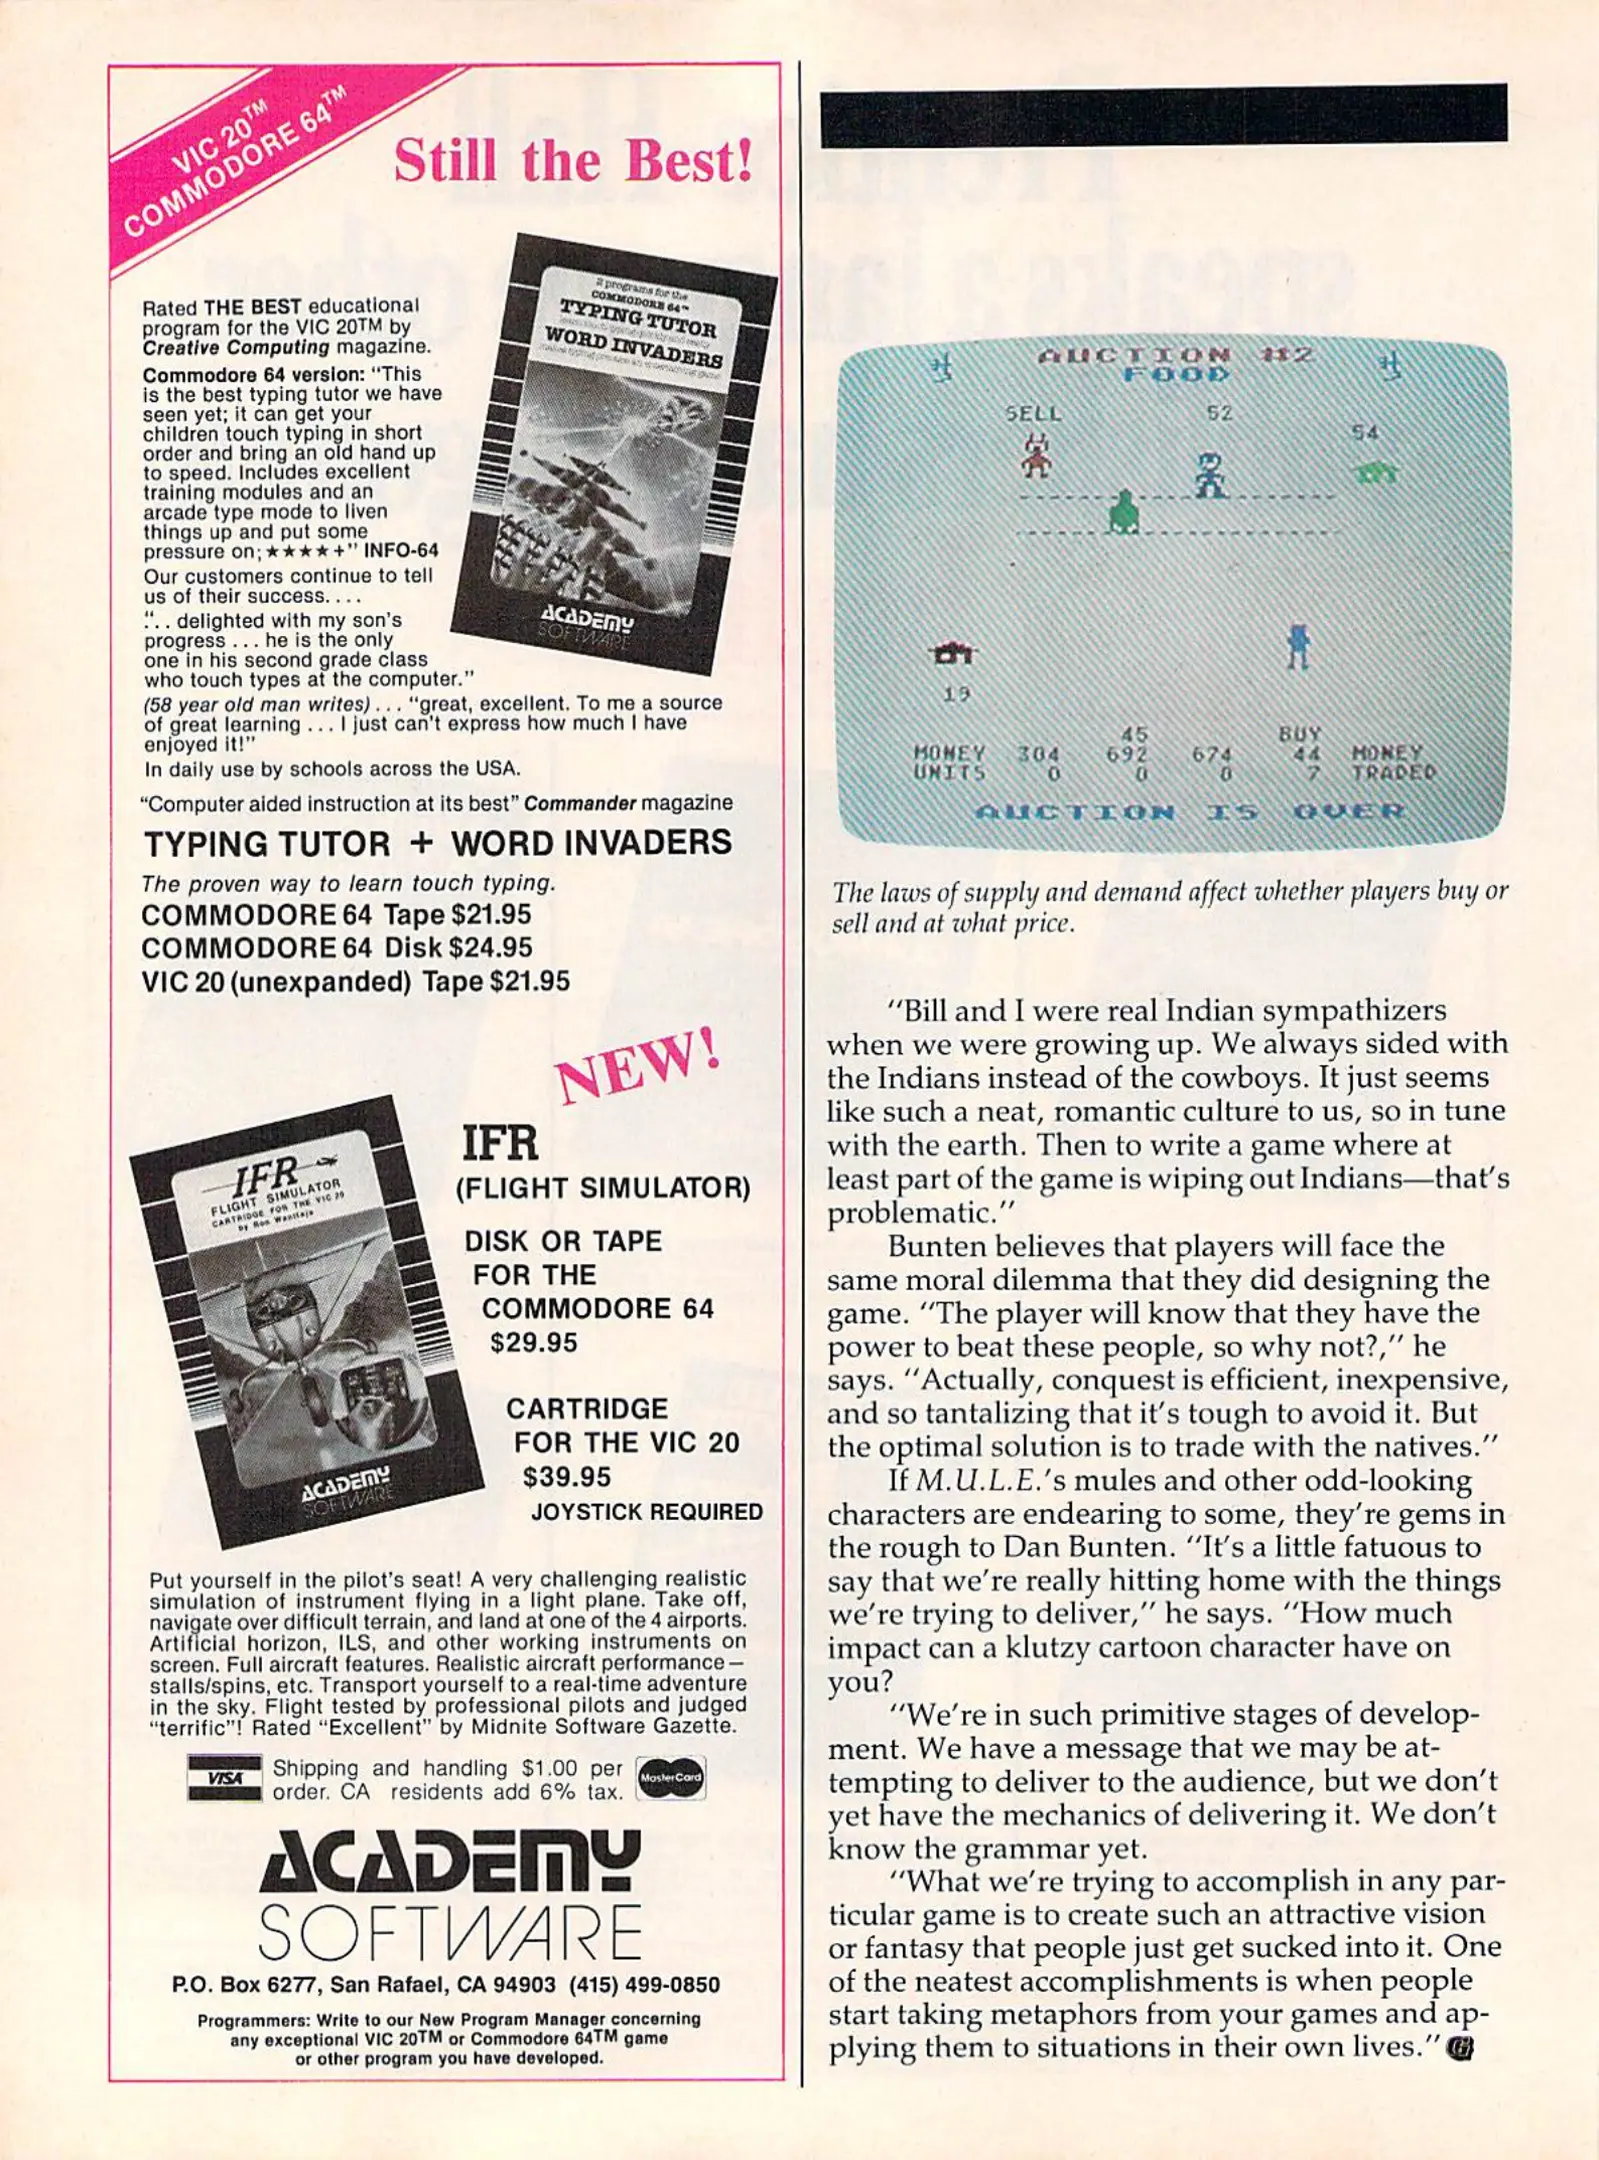 VIC 20™
COMMODORE 64™
Still the Best!
Rated THE BEST educational
program for the VIC 20TM by
Creative Computing magazine.
Commodore 64 version: “This
is the best typing tutor we have
seen yet; it can get your
children touch typing in short
order and bring an old hand up
to speed. Includes excellent
training modules and an
arcade type mode to liven
things up and put some
pressure on; ★★★★+” INFO-64
Our customers continue to tell
us of their success. . . .
“. . delighted with my son's
progress . . . he is the only
one in his second grade class
who touch types at the computer.”
(58 year old man writes) . . . “great, excellent. To me a source
of great learning . . . I just can't express how much I have
enjoyed it!”
In daily use by schools across the USA.
“Computer aided instruction at its best” Commander magazine
2 programs for the
COMMODORE 64™
TYPING TUTOR
WORD INVADERS
ACADEMY
SOFTWARE
TYPING TUTOR + WORD INVADERS
The proven way to learn touch typing.
COMMODORE 64 Tape $21.95
COMMODORE 64 Disk $24.95
VIC 20 (unexpanded) Tape $21.95
NEW!
IFR
FLIGHT SIMULATOR
CARTRIDGE FOR THE VIC 20
by Ron Wanttaja
ACADEMY
SOFTWARE
IFR
(FLIGHT SIMULATOR)
DISK OR TAPE
FOR THE
COMMODORE 64
$29.95
CARTRIDGE
FOR THE VIC 20
$39.95
JOYSTICK REQUIRED
Put yourself in the pilot's seat! A very challenging realistic
simulation of instrument flying in a light plane. Take off,
navigate over difficult terrain, and land at one of the 4 airports.
Artificial horizon, ILS, and other working instruments on
screen. Full aircraft features. Realistic aircraft performance—
stalls/spins, etc. Transport yourself to a real-time adventure
in the sky. Flight tested by professional pilots and judged
“terrific”! Rated “Excellent” by Midnite Software Gazette.
VISA
Shipping and handling $1.00 per
order. CA residents add 6% tax.
MasterCard
ACADEMY
SOFTWARE
P.O. Box 6277, San Rafael, CA 94903 (415) 499-0850
Programmers: Write to our New Program Manager concerning
any exceptional VIC 20TM or Commodore 64TM game
or other program you have developed.
AUCTION #2
FOOD
SELL 52
54
19
45 BUY
MONEY 304 692 674 44 MONEY
UNITS 0 0 0 7 TRADED
AUCTION IS OVER
The laws of supply and demand affect whether players buy or
sell and at what price.
“Bill and I were real Indian sympathizers
when we were growing up. We always sided with
the Indians instead of the cowboys. It just seems
like such a neat, romantic culture to us, so in tune
with the earth. Then to write a game where at
least part of the game is wiping out Indians—that's
problematic.”
Bunten believes that players will face the
same moral dilemma that they did designing the
game. “The player will know that they have the
power to beat these people, so why not?,” he
says. “Actually, conquest is efficient, inexpensive,
and so tantalizing that it's tough to avoid it. But
the optimal solution is to trade with the natives.”
If M.U.L.E.'s mules and other odd-looking
characters are endearing to some, they're gems in
the rough to Dan Bunten. “It's a little fatuous to
say that we're really hitting home with the things
we're trying to deliver,” he says. “How much
impact can a klutzy cartoon character have on
you?
“We're in such primitive stages of develop-
ment. We have a message that we may be at-
tempting to deliver to the audience, but we don't
yet have the mechanics of delivering it. We don't
know the grammar yet.
“What we're trying to accomplish in any par-
ticular game is to create such an attractive vision
or fantasy that people just get sucked into it. One
of the neatest accomplishments is when people
start taking metaphors from your games and ap-
plying them to situations in their own lives.” G